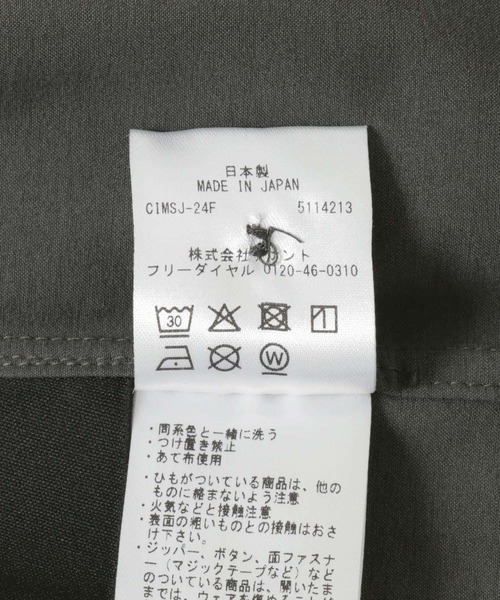 日本製
MADE IN JAPAN
CIMSJ-24F 5114213
株式会社 ント
フリーダイヤル 0120-46-0310
30
W
・同系色と一緒に洗う
・つけ置き禁止
・あて布使用
・ひもがついている商品は、他の
ものに絡まないよう注意
・火気などと接触注意
・表面の粗いものとの接触はおさ
け下さい。
・ジッパー、ボタン、面ファスナ
ー(マジックテープなど)など
のついている商品は、開いたま
までは、ウェアを傷めることが